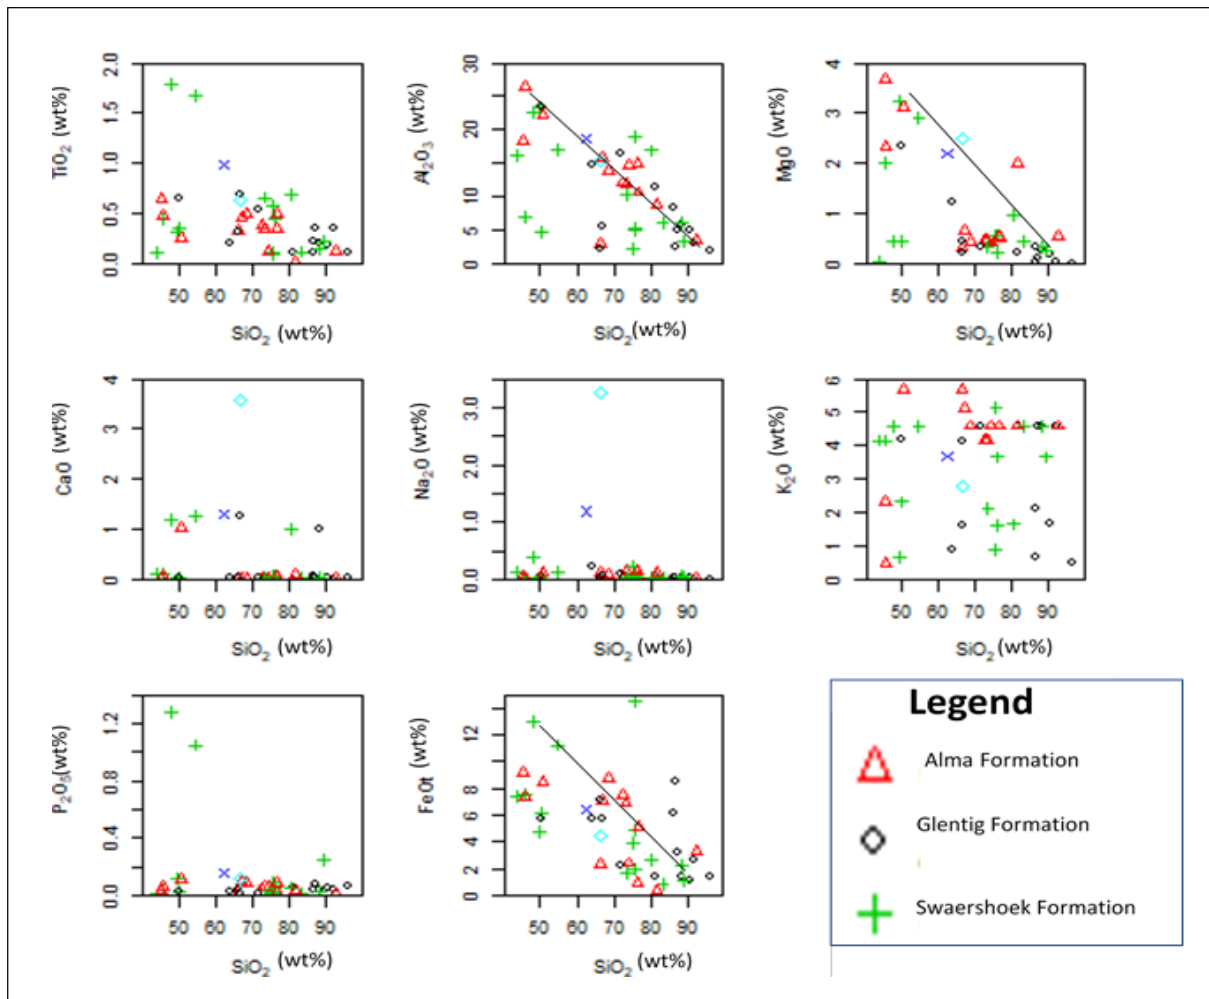 TiO2 (wt%)
0.0 0.5 1.0 1.5 2.0
50 60 70 80 90
SiO2 (wt%)
Al2O3 (wt%)
0 5 10 20 30
50 60 70 80 90
SiO2(wt%)
MgO (wt%)
0 1 2 3 4
50 60 70 80 90
SiO2 (wt%)
CaO (wt%)
0 1 2 3 4
50 60 70 80 90
SiO2 (wt%)
Na2O (wt%)
0.0 1.0 2.0 3.0
50 60 70 80 90
SiO2 (wt%)
K2O (wt%)
0 1 2 3 4 5 6
50 60 70 80 90
SiO2 (wt%)
P2O5(wt%)
0.0 0.4 0.8 1.2
50 60 70 80 90
SiO2 (wt%)
FeOt (wt%)
0 2 4 6 8 12
50 60 70 80 90
SiO2 (wt%)
Legend
Alma Formation
Glentig Formation
Swaershoek Formation